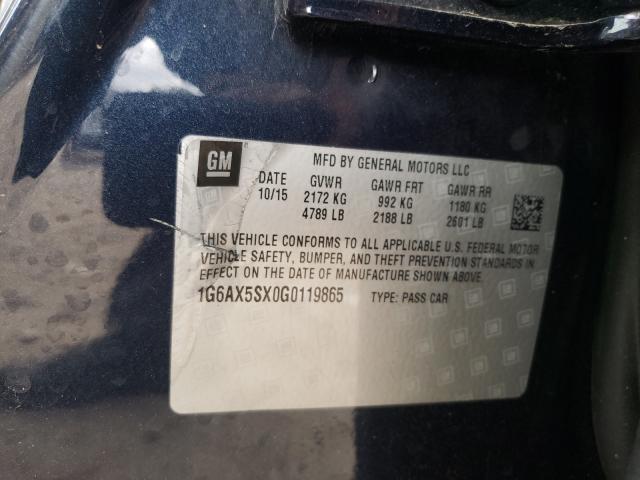 GM
MFD BY GENERAL MOTORS LLC
DATE GVWR GAWR FRT GAWR RR
10/15 2172 KG 992 KG 1180 KG
4789 LB 2188 LB 2601 LB
THIS VEHICLE CONFORMS TO ALL APPLICABLE U.S. FEDERAL MOTOR
VEHICLE SAFETY, BUMPER, AND THEFT PREVENTION STANDARDS IN
EFFECT ON THE DATE OF MANUFACTURE SHOWN ABOVE.
1G6AX5SX0G0119865 TYPE: PASS CAR